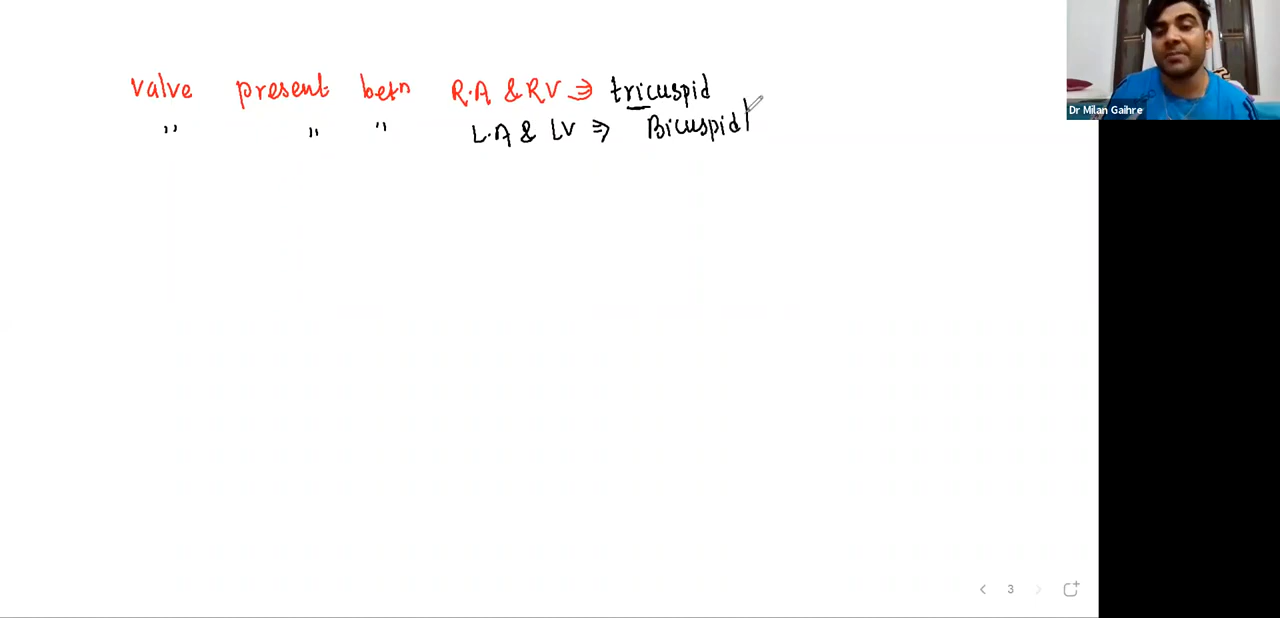 valve present betn R.A & RV ⇒ tricuspid
" " " L.A & LV ⇒ Bicuspid/
Dr Milan Gaihre
< 3 >